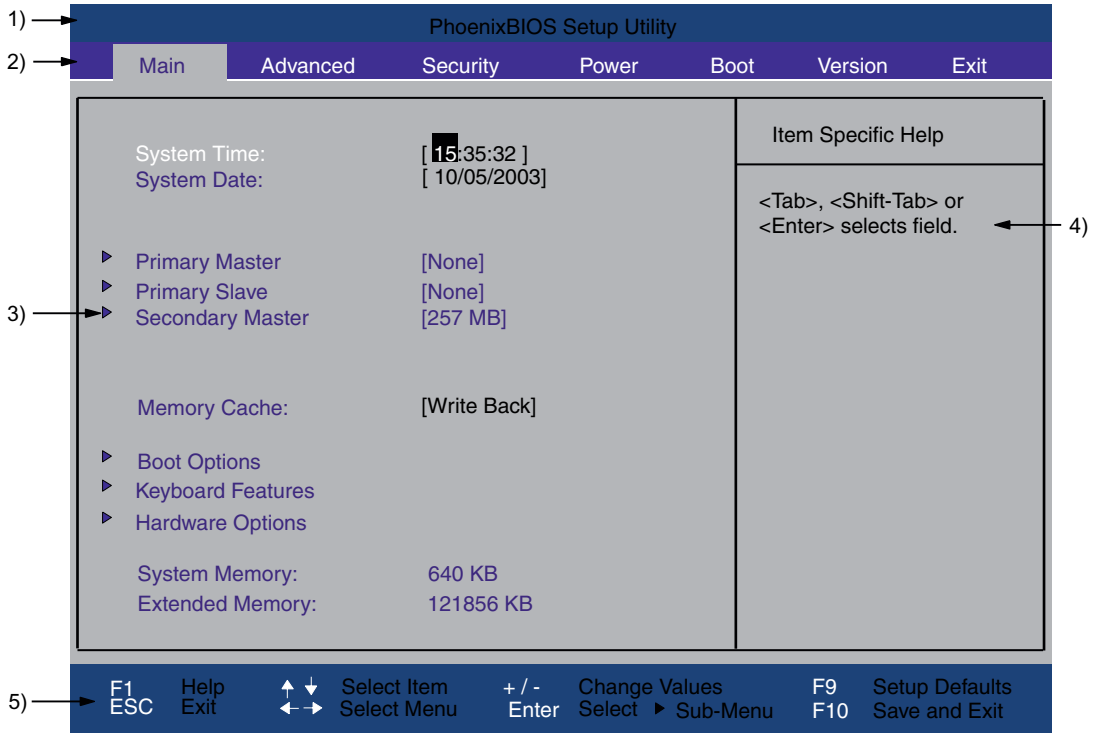 1)
PhoenixBIOS Setup Utility
2)
Main Advanced Security Power Boot Version Exit
System Time: [ 15:35:32 ]
System Date: [ 10/05/2003]
Item Specific Help
<Tab>, <Shift-Tab> or
<Enter> selects field.
4)
Primary Master [None]
Primary Slave [None]
3)
Secondary Master [257 MB]
Memory Cache: [Write Back]
Boot Options
Keyboard Features
Hardware Options
System Memory: 640 KB
Extended Memory: 121856 KB
5)
F1 Help Select Item + / - Change Values F9 Setup Defaults
ESC Exit Select Menu Enter Select Sub-Menu F10 Save and Exit